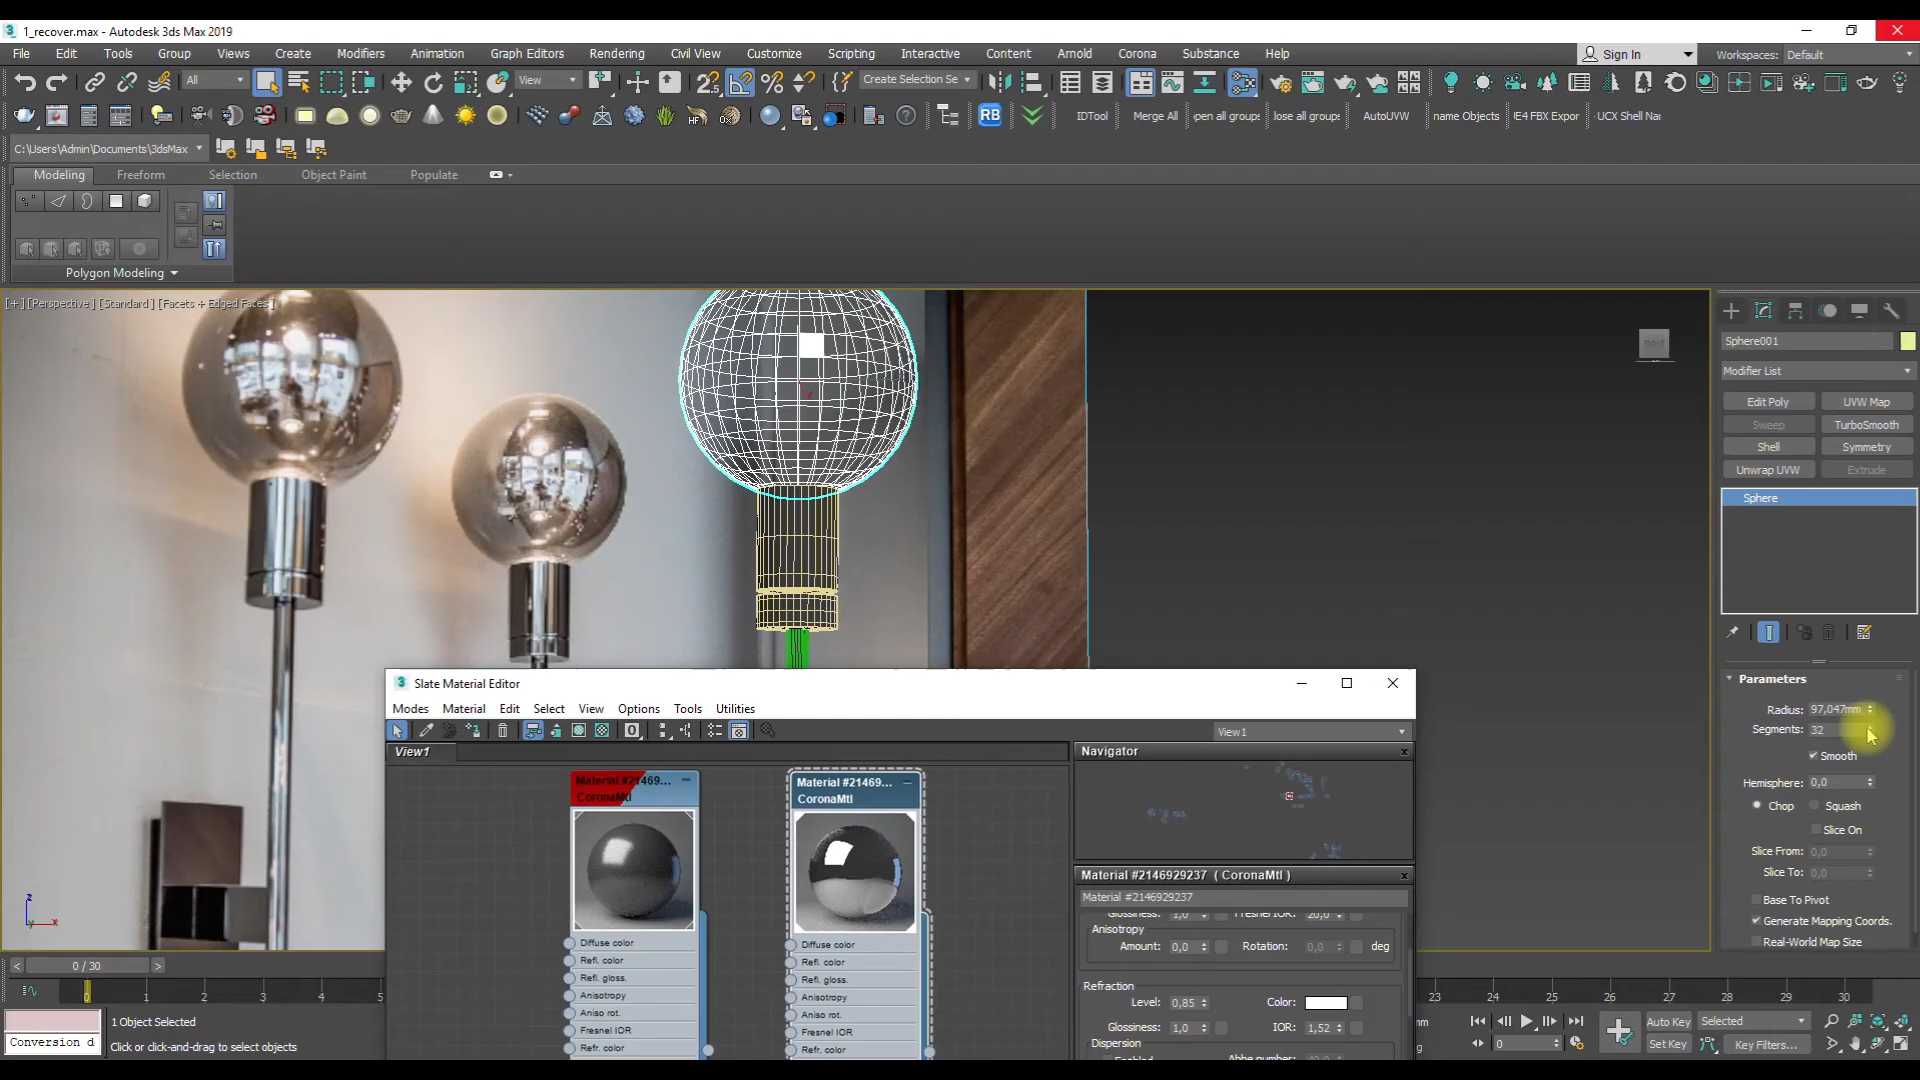 1_recover.max - Autodesk 3ds Max 2019
File Edit Tools Group Views Create Modifiers Animation Graph Editors Rendering Civil View Customize Scripting Interactive Content Arnold Corona Substance Help
Sign In
Workspaces: Default
All
View
Create Selection Se
RB
IDTool
Merge All
pen all groups
lose all groups
AutoUVW
name Objects
IE4 FBX Expor
UCX Shell Nar
C:\Users\Admin\Documents\3dsMax
Modeling Freeform Selection Object Paint Populate
Polygon Modeling
[+] [Perspective] [Standard] [Facets + Edged Faces]
Sphere001
Modifier List
Edit Poly UVW Map
Sweep TurboSmooth
Shell Symmetry
Unwrap UVW Extrude
Sphere
Parameters
Radius: 97,047mm
Segments: 32
Smooth
Hemisphere: 0,0
Chop Squash
Slice On
Slice From: 0,0
Slice To: 0,0
Base To Pivot
Generate Mapping Coords.
Real-World Map Size
Slate Material Editor
Modes Material Edit Select View Options Tools Utilities
View1
View1
Navigator
Material #21469...
CoronaMtl
Diffuse color
Refl. color
Refl. gloss.
Anisotropy
Aniso rot.
Fresnel IOR
Refr. color
Material #21469...
CoronaMtl
Diffuse color
Refl. color
Refl. gloss.
Anisotropy
Aniso rot.
Fresnel IOR
Refr. color
Material #2146929237 ( CoronaMtl )
Material #2146929237
Glossiness: 1,0 Fresnel IOR: 20,0
Anisotropy
Amount: 0,0 Rotation: 0,0 deg
Refraction
Level: 0,85 Color:
Glossiness: 1,0 IOR: 1,52
Dispersion
0 / 30
0 1 2 3 4 5
23 24 25 26 27 28 29 30
1 Object Selected
Click or click-and-drag to select objects
Conversion d
Auto Key Selected
Set Key Key Filters...
0
z
x
y